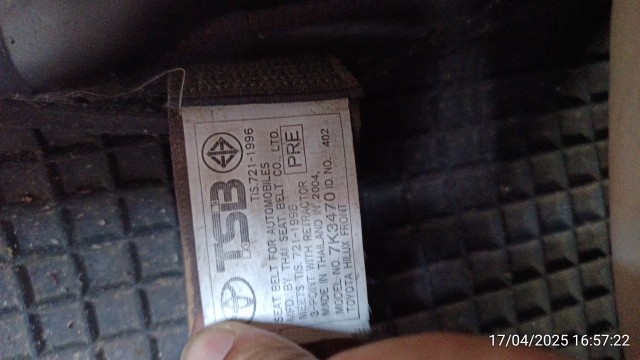 TSB
TIS.721-1996
SEAT BELT FOR AUTOMOBILES
MFD. BY THAI SEAT BELT CO., LTD.
MEETS TIS. 721-1996 PRE
3-POINT WITH RETRACTOR
MADE IN THAILAND IN 2004,
MODEL NO. 7K3470 ID NO. 402
TOYOTA HILUX FRONT
17/04/2025 16:57:22